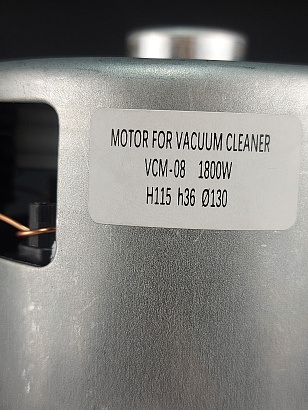 MOTOR FOR VACUUM CLEANER
VCM-08 1800W
H115 h36 Ø130